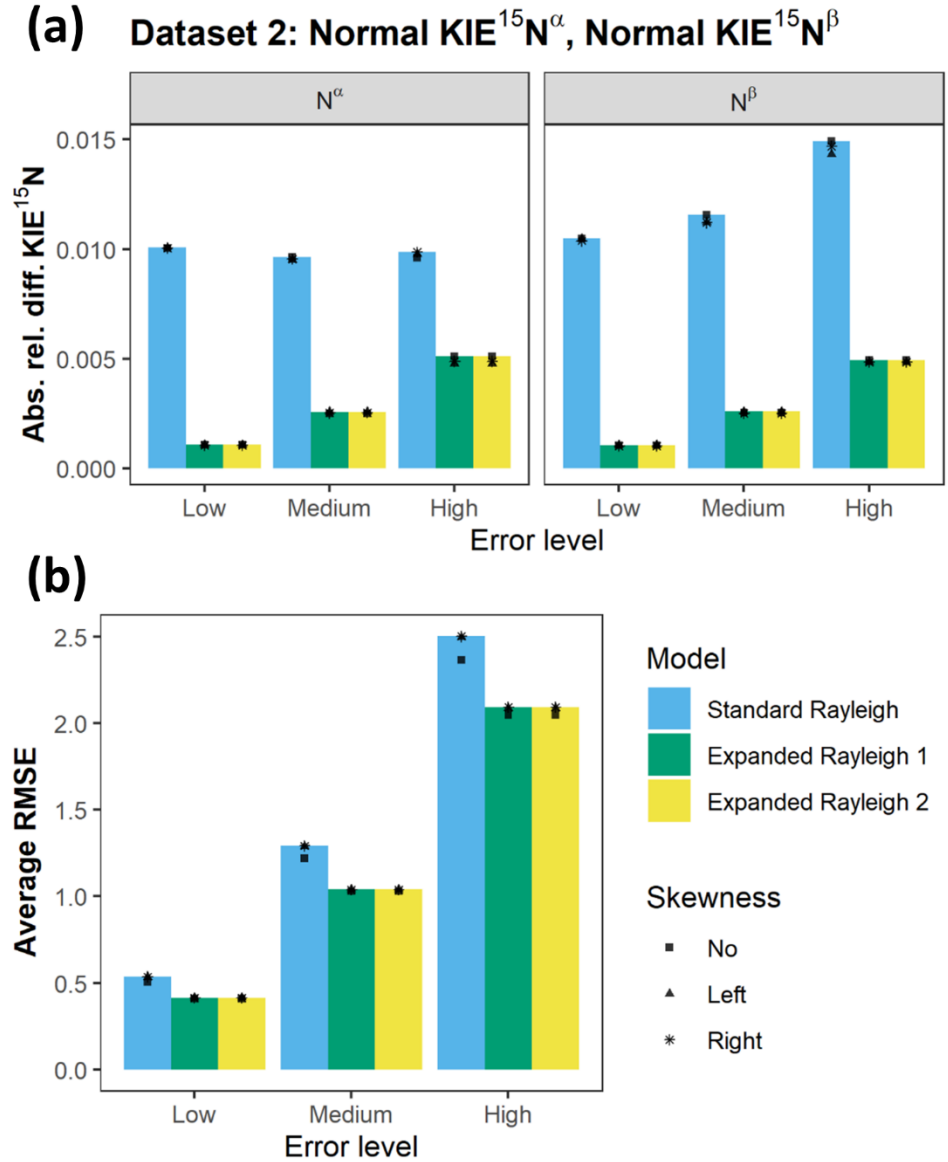 (a) Dataset 2: Normal KIE¹⁵Nᵅ, Normal KIE¹⁵Nᵝ
Nᵅ Nᵝ
Abs. rel. diff. KIE¹⁵N
0.015
0.010
0.005
0.000
Low Medium High Low Medium High
Error level
(b)
Average RMSE
2.5
2.0
1.5
1.0
0.5
0.0
Low Medium High
Error level
Model
Standard Rayleigh
Expanded Rayleigh 1
Expanded Rayleigh 2
Skewness
No
Left
Right